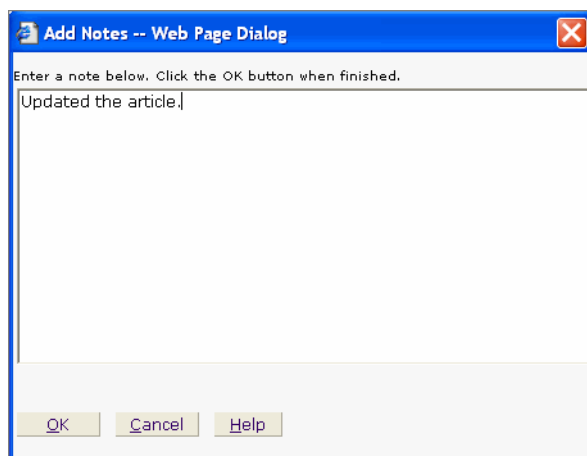 Add Notes -- Web Page Dialog
Enter a note below. Click the OK button when finished.
Updated the article.
OK Cancel Help